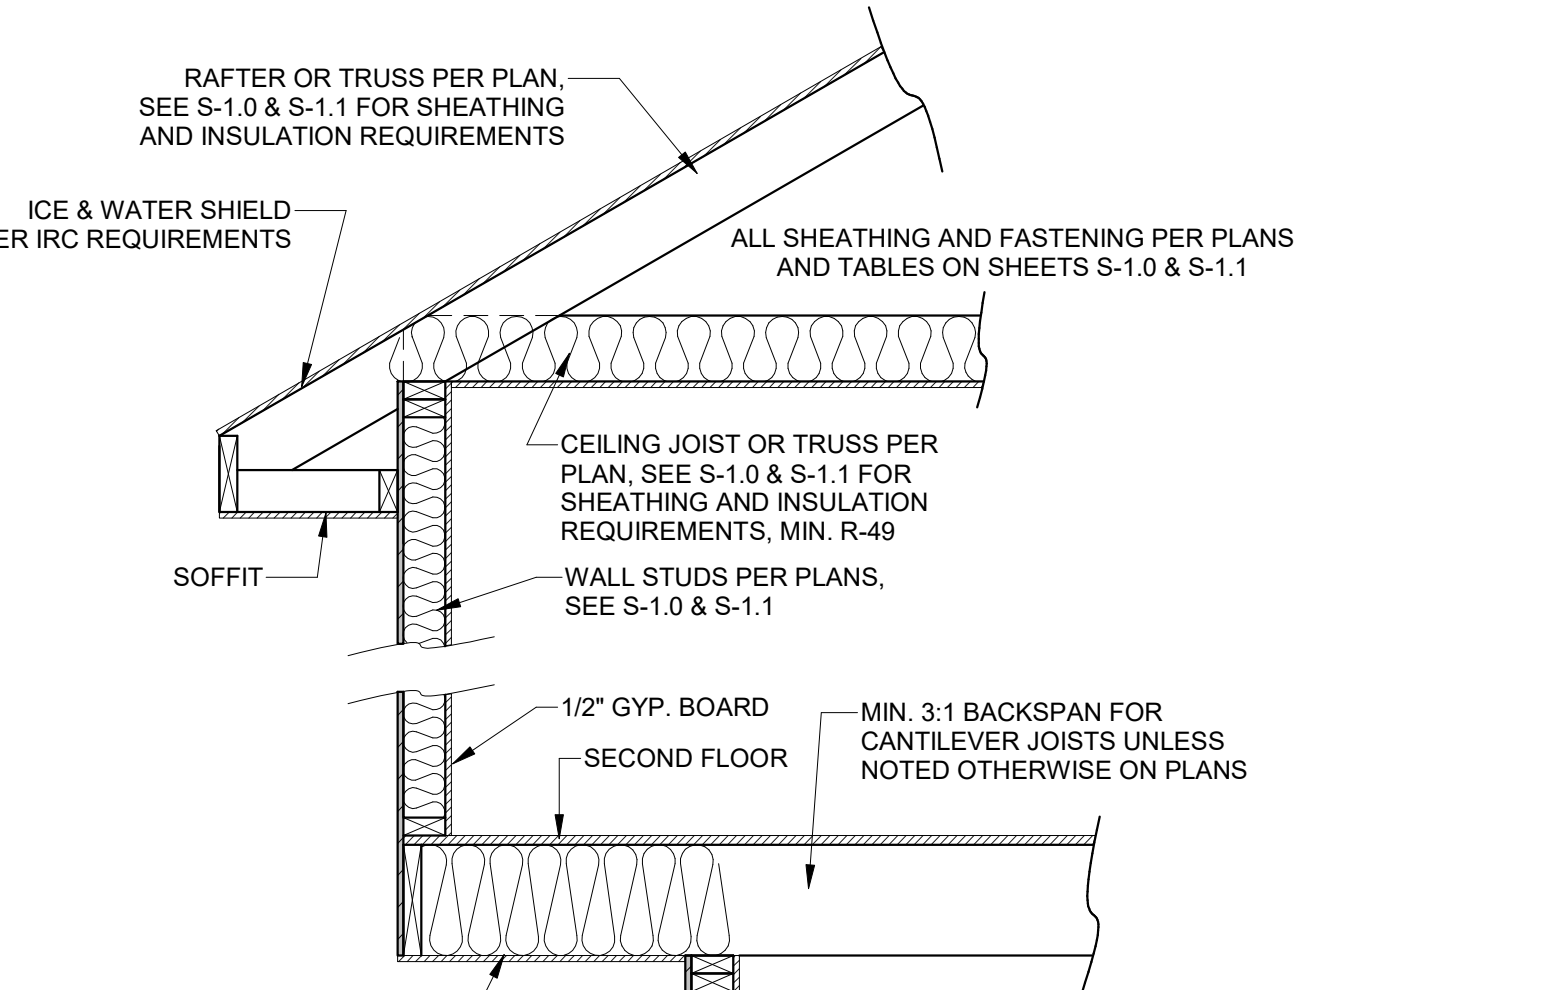 RAFTER OR TRUSS PER PLAN,
SEE S-1.0 & S-1.1 FOR SHEATHING
AND INSULATION REQUIREMENTS
ICE & WATER SHIELD
ER IRC REQUIREMENTS
ALL SHEATHING AND FASTENING PER PLANS
AND TABLES ON SHEETS S-1.0 & S-1.1
CEILING JOIST OR TRUSS PER
PLAN, SEE S-1.0 & S-1.1 FOR
SHEATHING AND INSULATION
REQUIREMENTS, MIN. R-49
SOFFIT
WALL STUDS PER PLANS,
SEE S-1.0 & S-1.1
1/2" GYP. BOARD
SECOND FLOOR
MIN. 3:1 BACKSPAN FOR
CANTILEVER JOISTS UNLESS
NOTED OTHERWISE ON PLANS